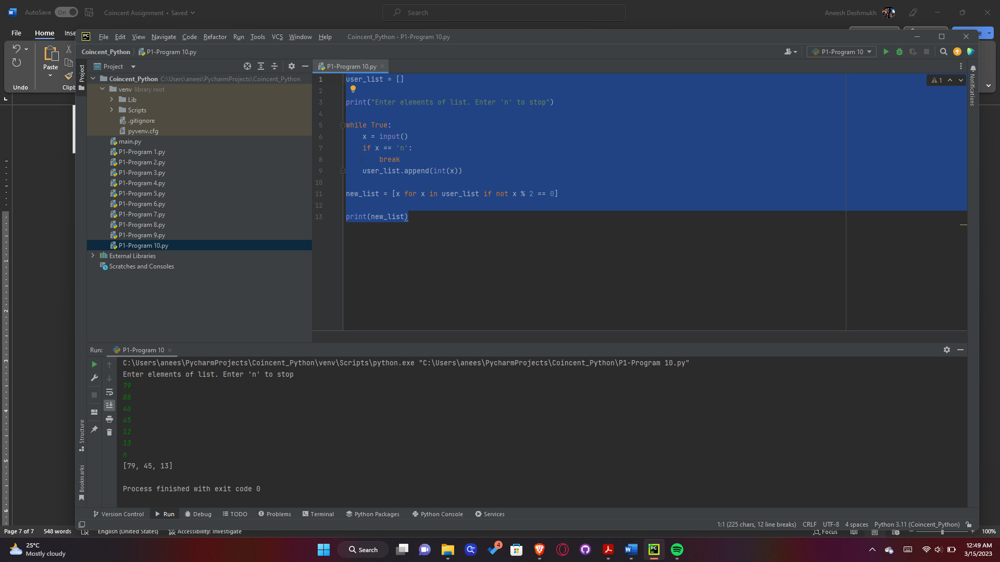 AutoSave On Coincent Assignment • Saved Search Aneesh Deshmukh
File Home Inse
Paste
Undo Clipb
PC File Edit View Navigate Code Refactor Run Tools VCS Window Help Coincent_Python - P1-Program 10.py
Coincent_Python P1-Program 10.py P1-Program 10
Project
Project
Coincent_Python C:\Users\anees\PycharmProjects\Coincent_Python
venv library root
Lib
Scripts
.gitignore
pyvenv.cfg
main.py
P1-Program 1.py
P1-Program 2.py
P1-Program 3.py
P1-Program 4.py
P1-Program 5.py
P1-Program 6.py
P1-Program 7.py
P1-Program 8.py
P1-Program 9.py
P1-Program 10.py
External Libraries
Scratches and Consoles
P1-Program 10.py
1 user_list = []
2
3 print("Enter elements of list. Enter 'n' to stop")
4
5 while True:
6 x = input()
7 if x == 'n':
8 break
9 user_list.append(int(x))
10
11 new_list = [x for x in user_list if not x % 2 == 0]
12
13 print(new_list)
1
Notifications
Run: P1-Program 10
C:\Users\anees\PycharmProjects\Coincent_Python\venv\Scripts\python.exe "C:\Users\anees\PycharmProjects\Coincent_Python\P1-Program 10.py"
Enter elements of list. Enter 'n' to stop
79
88
46
45
12
13
n
[79, 45, 13]
Process finished with exit code 0
Structure
Bookmarks
Version Control Run Debug TODO Problems Terminal Python Packages Python Console Services
1:1 (225 chars, 12 line breaks) CRLF UTF-8 4 spaces Python 3.11 (Coincent_Python)
Page 7 of 7 548 words English (United States) Accessibility: Investigate Focus 100%
25°C
Mostly cloudy
Search
4
12:49 AM
3/15/2023